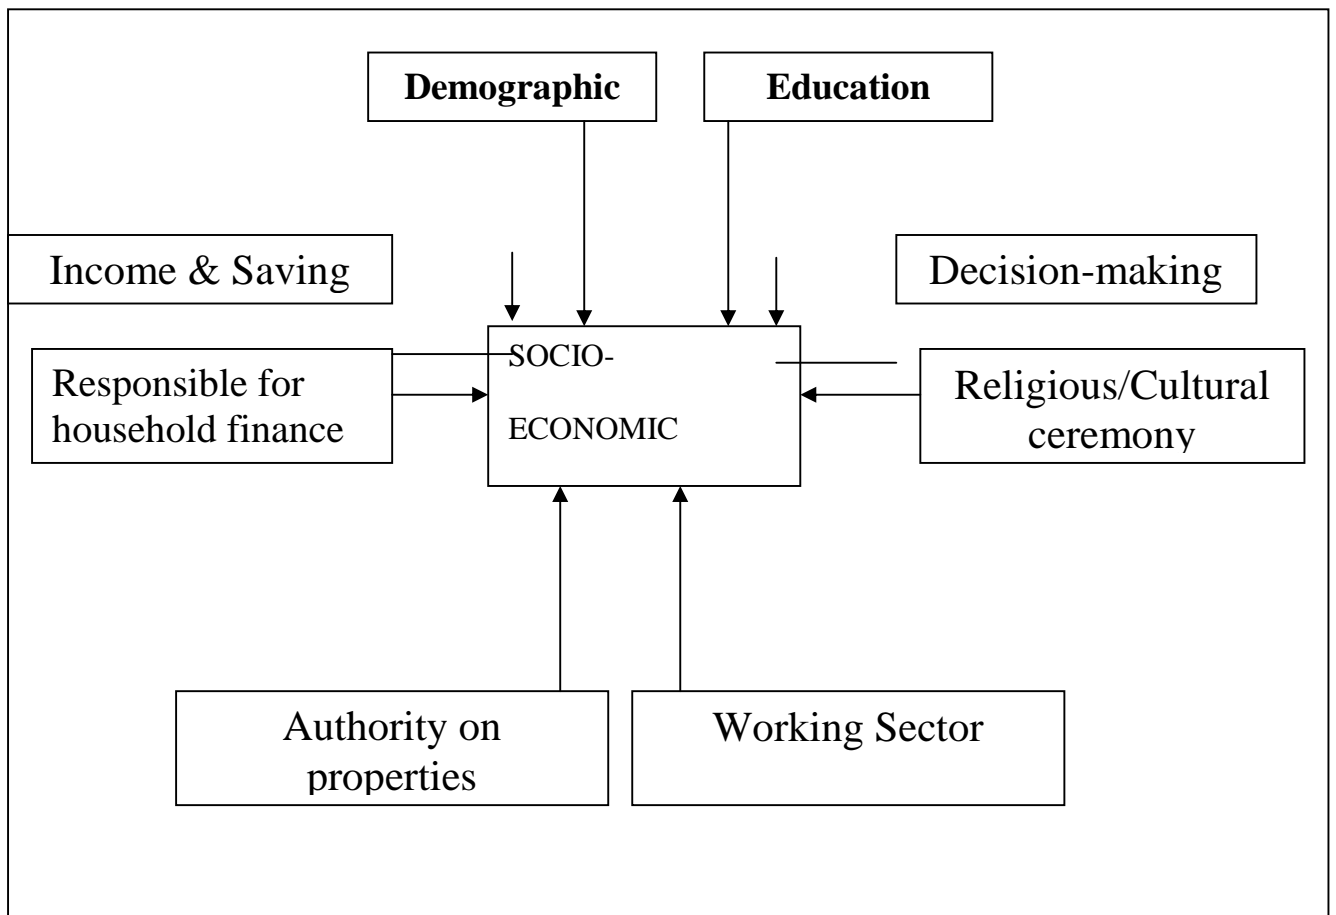 Demographic
Education
Income & Saving
Decision-making
SOCIO-
ECONOMIC
Responsible for
household finance
Religious/Cultural
ceremony
Authority on
properties
Working Sector